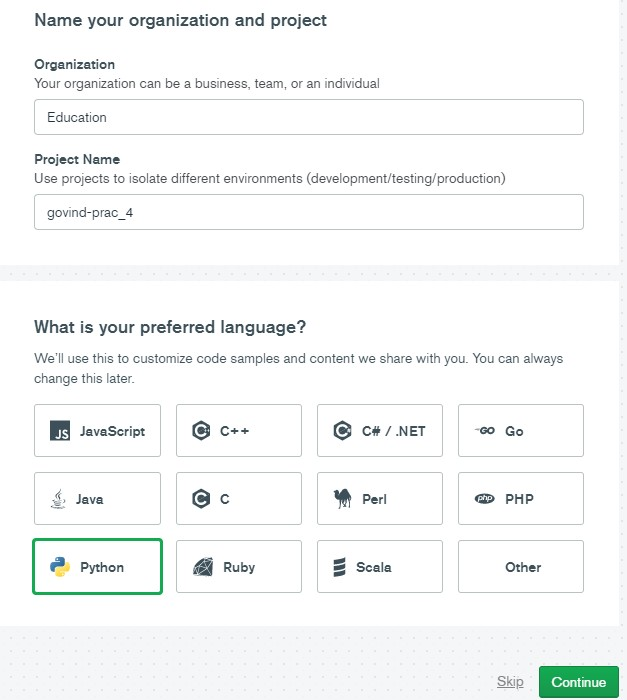 Name your organization and project
Organization
Your organization can be a business, team, or an individual
Education
Project Name
Use projects to isolate different environments (development/testing/production)
govind-prac_4
What is your preferred language?
We'll use this to customize code samples and content we share with you. You can always
change this later.
JS JavaScript
C++
C# / .NET
GO Go
Java
C C
Perl
php PHP
Python
Ruby
Scala
Other
Skip
Continue